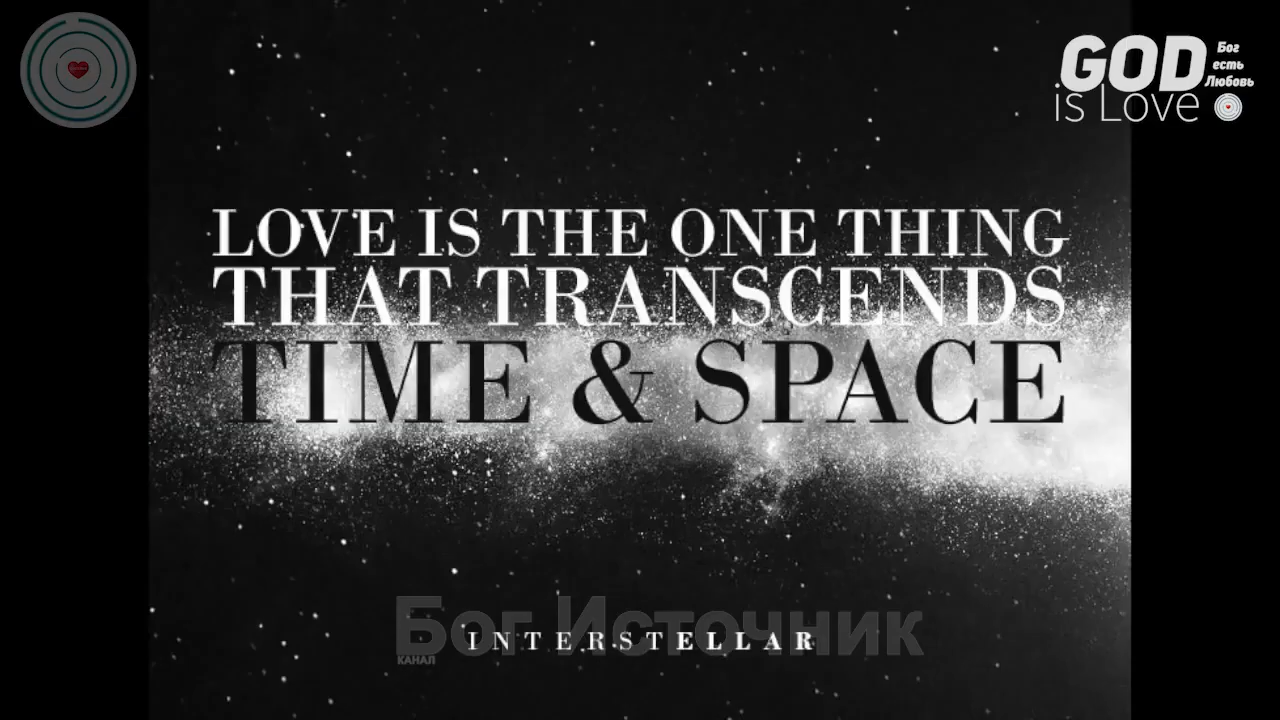 GOD
is Love
Бог
есть
Любовь
LOVE IS THE ONE THING
THAT TRANSCENDS
TIME & SPACE
Бог Источник
INTERSTELLAR
КАНАЛ